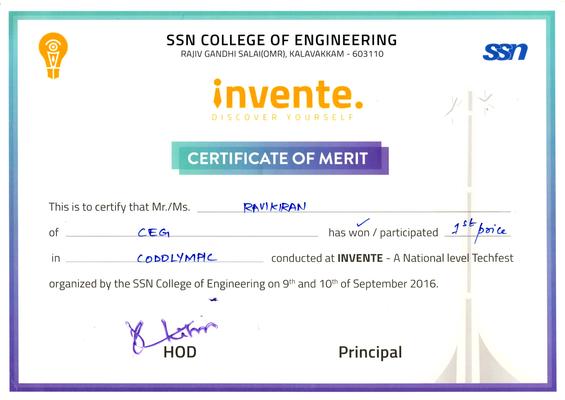 SSN COLLEGE OF ENGINEERING
RAJIV GANDHI SALAI(OMR), KALAVAKKAM - 603110
ssn
invente.
DISCOVER YOURSELF
CERTIFICATE OF MERIT
This is to certify that Mr./Ms. RAVIKIRAN
of CEG has won / participated 1st price
in CODDLYMPIC conducted at INVENTE - A National level Techfest
organized by the SSN College of Engineering on 9th and 10th of September 2016.
HOD Principal